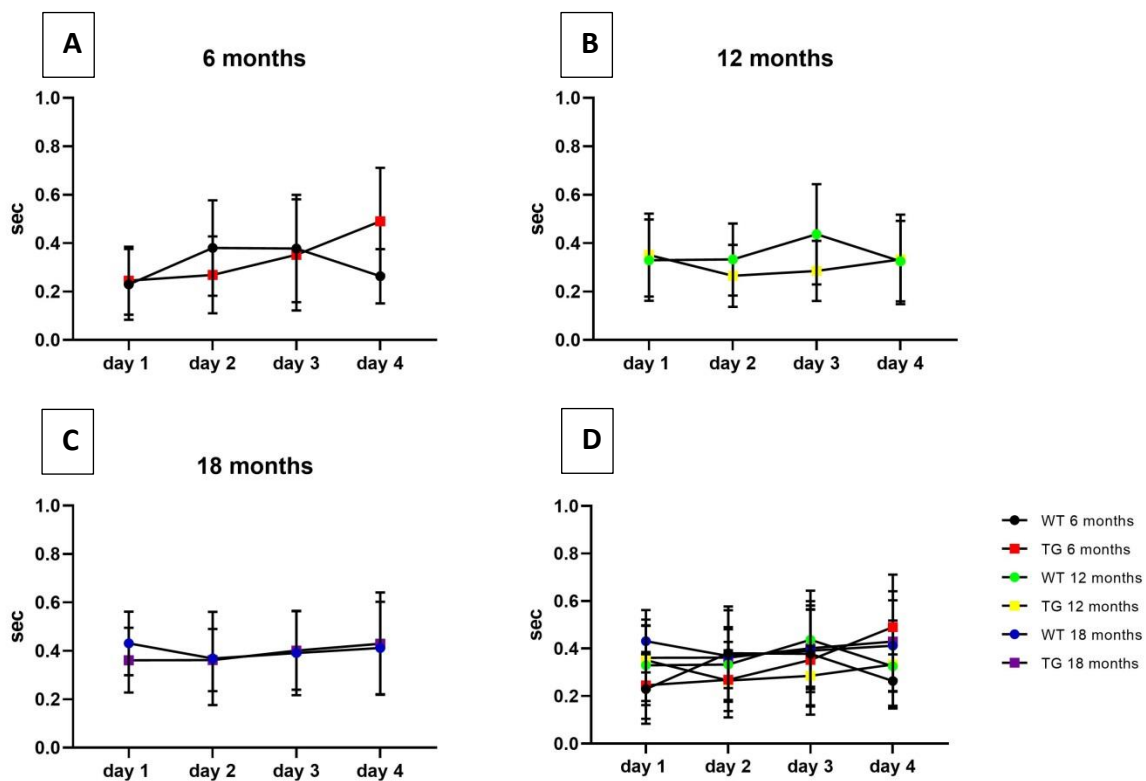 A
6 months
1.0
0.8
0.6
0.4
0.2
0.0
sec
day 1 day 2 day 3 day 4
B
12 months
1.0
0.8
0.6
0.4
0.2
0.0
sec
day 1 day 2 day 3 day 4
C
18 months
1.0
0.8
0.6
0.4
0.2
0.0
sec
day 1 day 2 day 3 day 4
D
1.0
0.8
0.6
0.4
0.2
0.0
sec
day 1 day 2 day 3 day 4
WT 6 months
TG 6 months
WT 12 months
TG 12 months
WT 18 months
TG 18 months